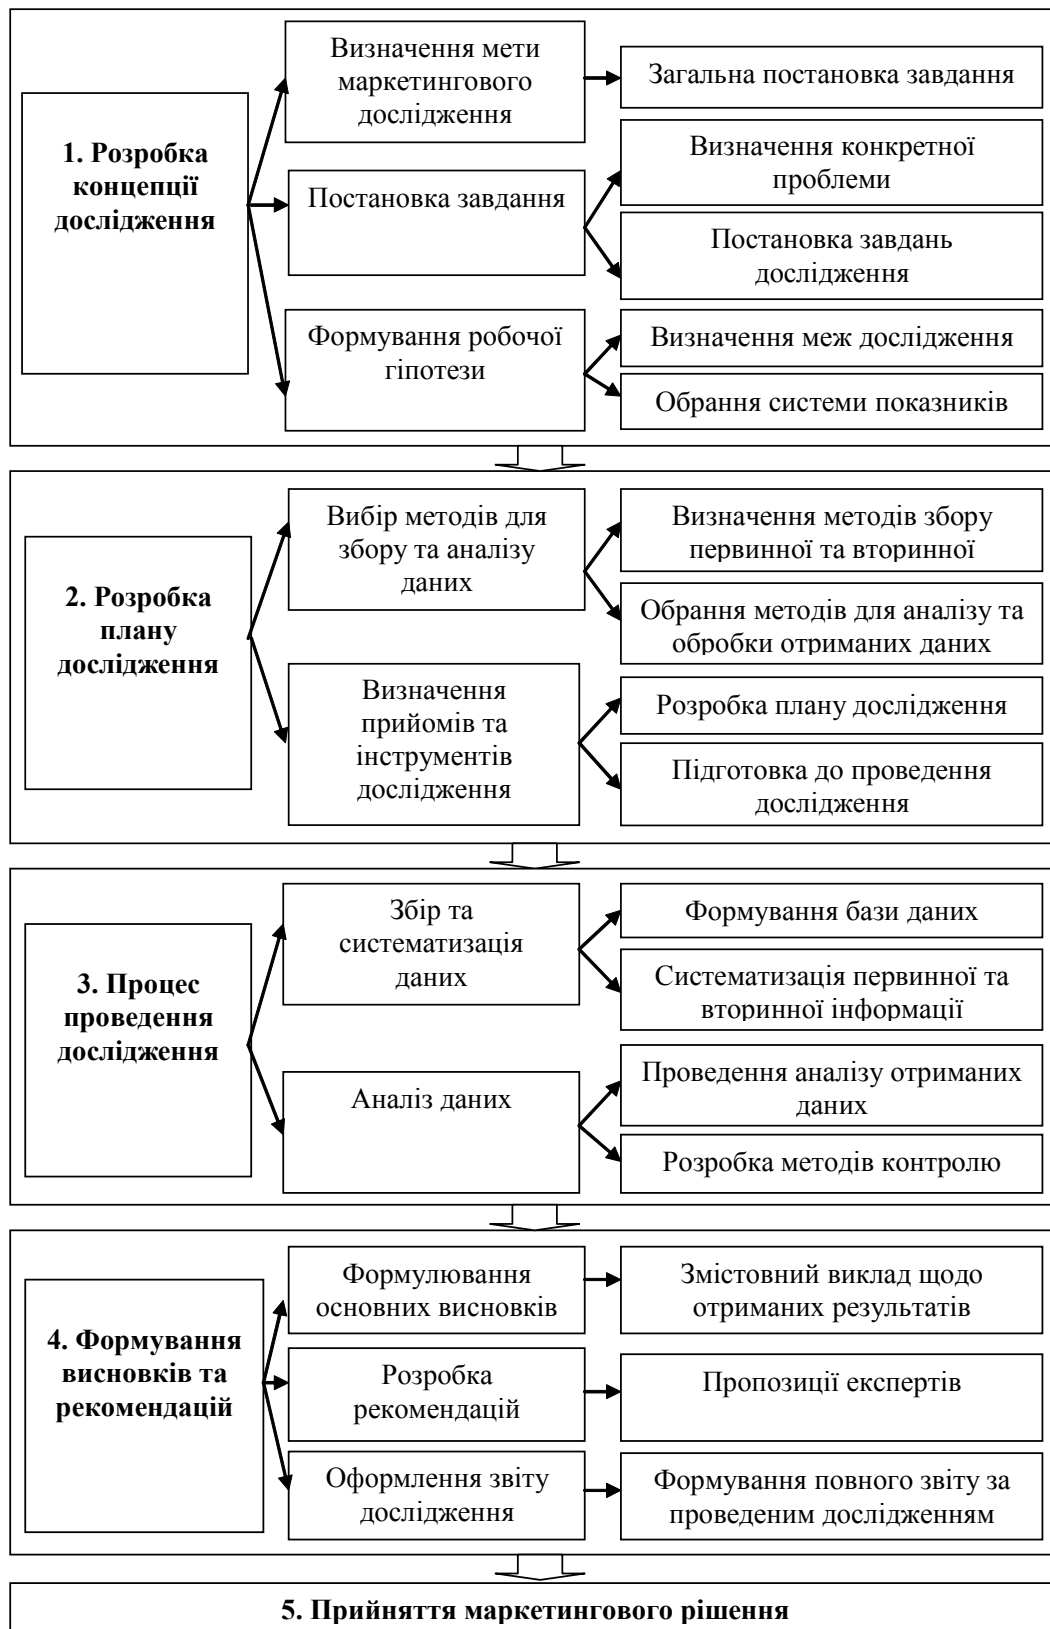 1. Розробка
концепції
дослідження
Визначення мети
маркетингового
дослідження
Загальна постановка завдання
Постановка завдання
Визначення конкретної
проблеми
Постановка завдань
дослідження
Формування робочої
гіпотези
Визначення меж дослідження
Обрання системи показників
2. Розробка
плану
дослідження
Вибір методів для
збору та аналізу
даних
Визначення методів збору
первинної та вторинної
Обрання методів для аналізу та
обробки отриманих даних
Визначення
прийомів та
інструментів
дослідження
Розробка плану дослідження
Підготовка до проведення
дослідження
3. Процес
проведення
дослідження
Збір та
систематизація
даних
Формування бази даних
Систематизація первинної та
вторинної інформації
Аналіз даних
Проведення аналізу отриманих
даних
Розробка методів контролю
4. Формування
висновків та
рекомендацій
Формулювання
основних висновків
Змістовний виклад щодо
отриманих результатів
Розробка
рекомендацій
Пропозиції експертів
Оформлення звіту
дослідження
Формування повного звіту за
проведеним дослідженням
5. Прийняття маркетингового рішення